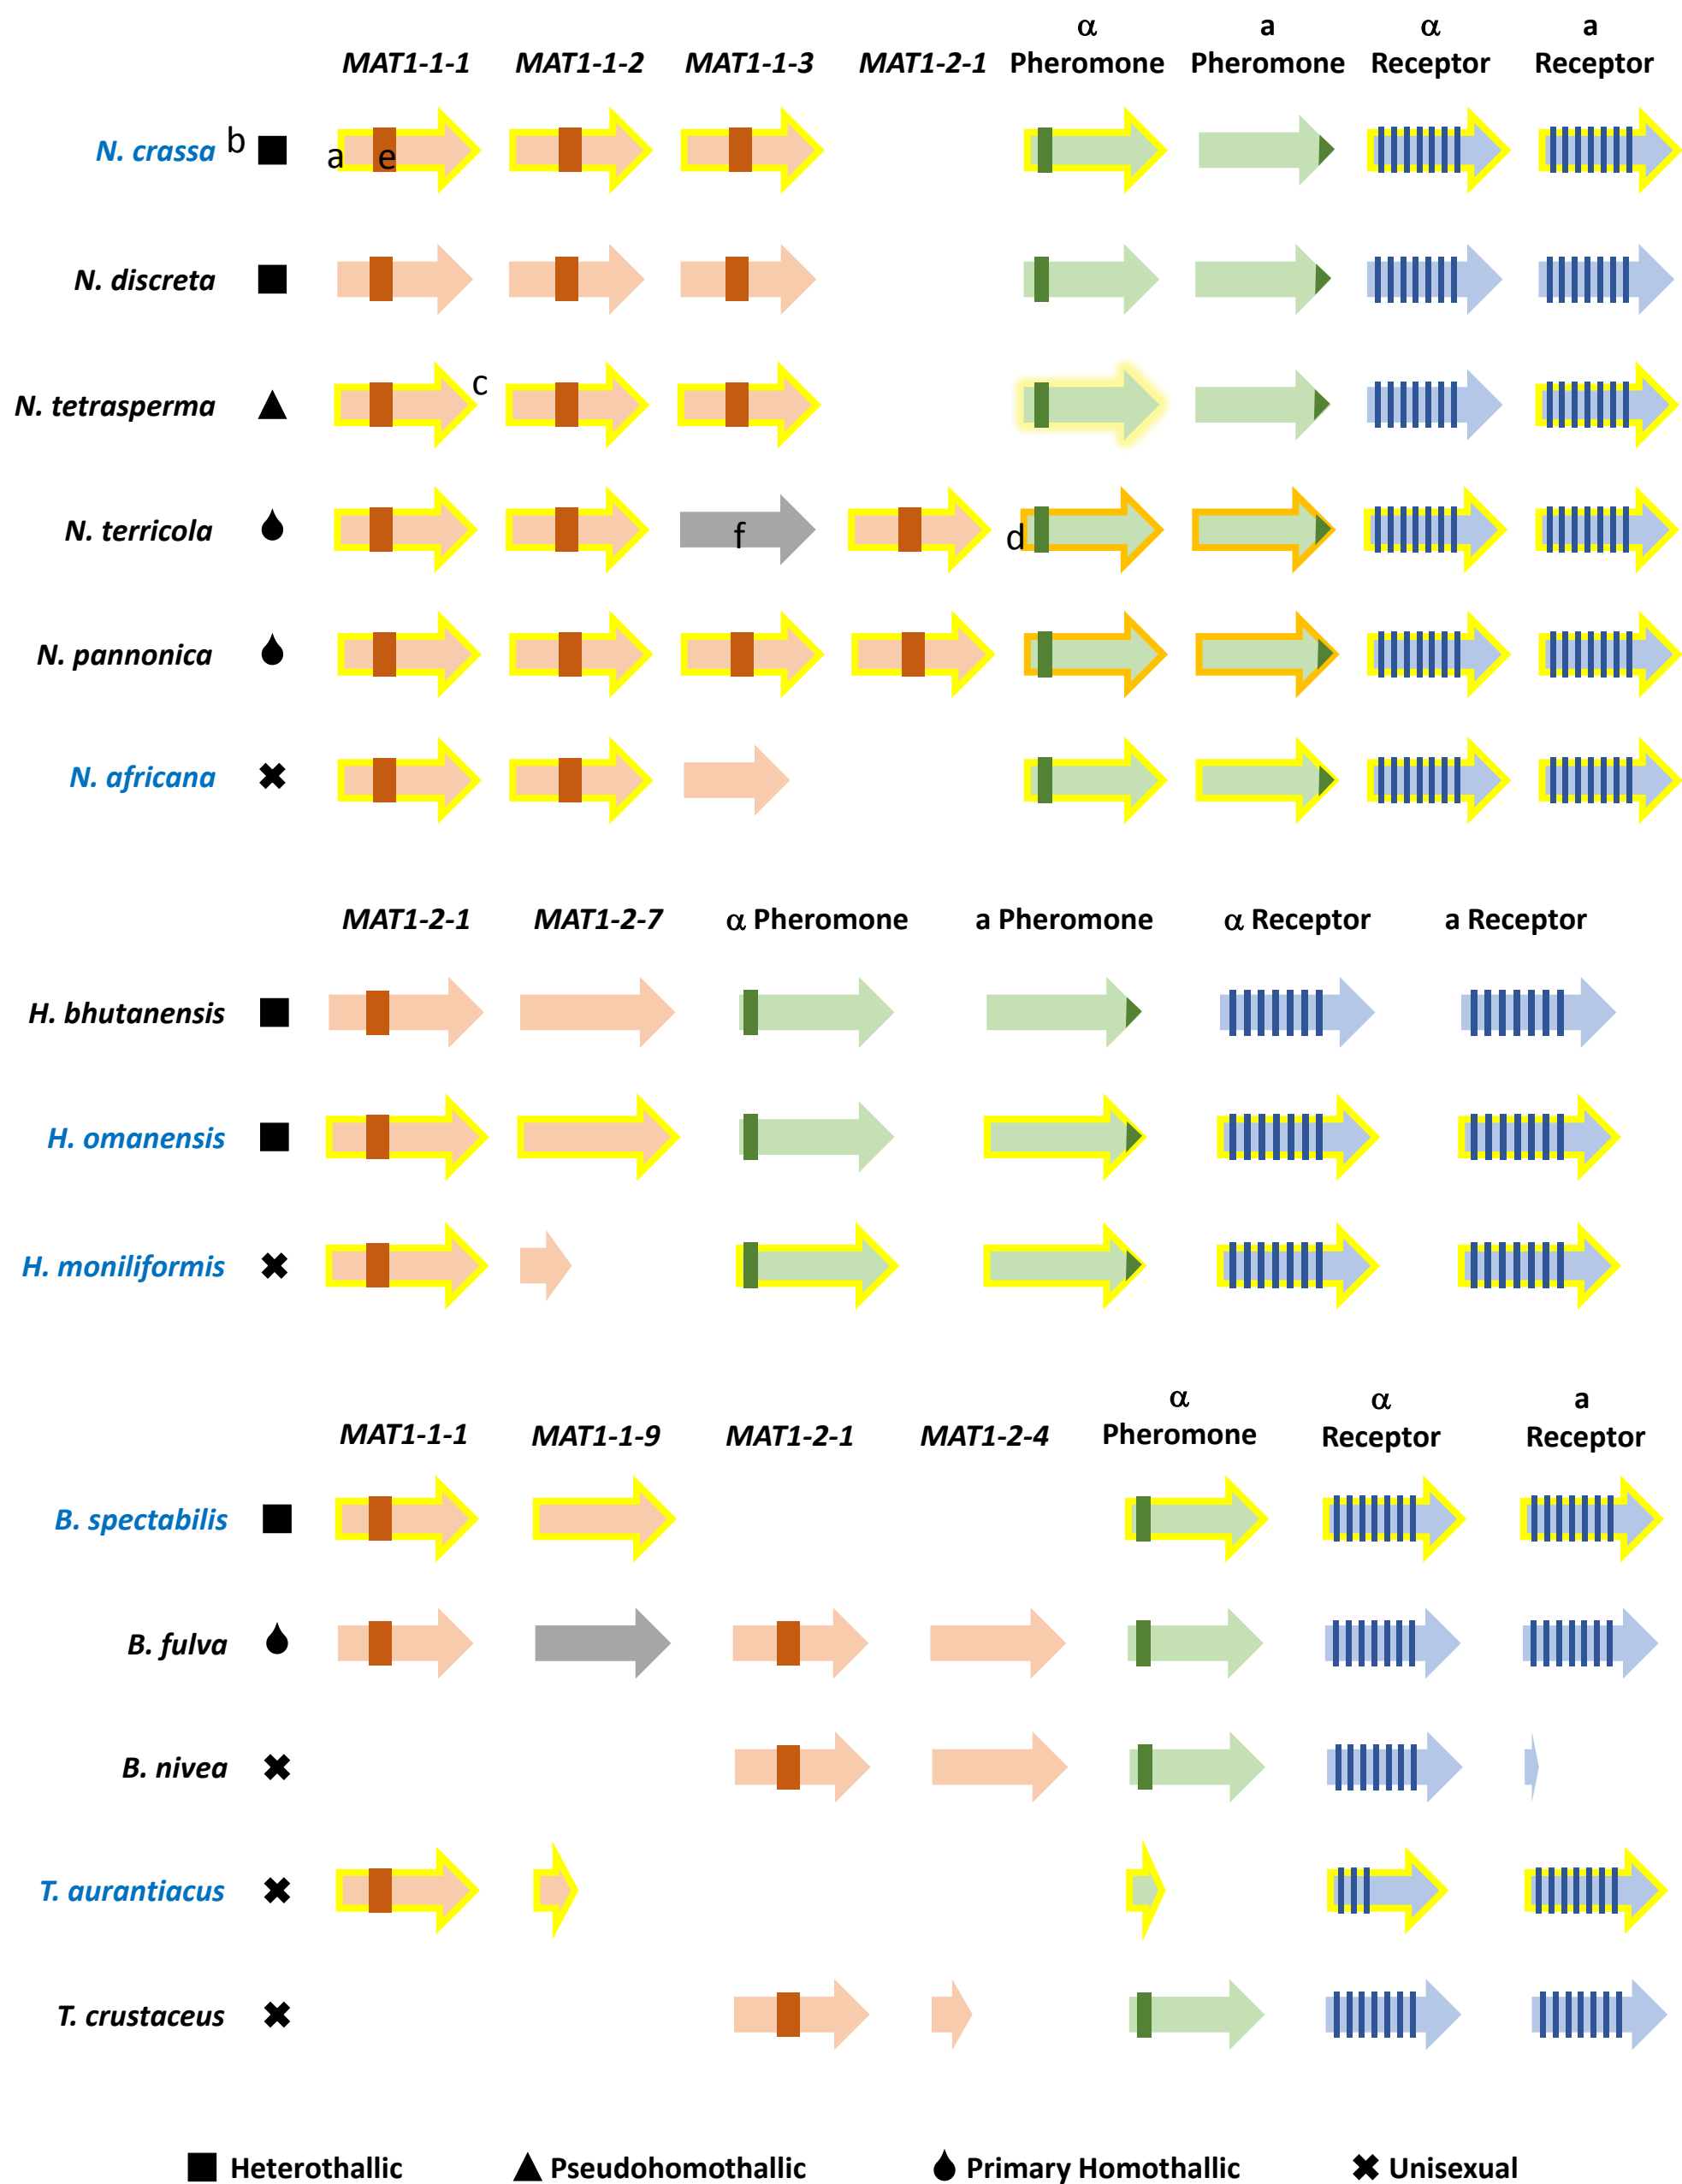 α a α a
MAT1-1-1 MAT1-1-2 MAT1-1-3 MAT1-2-1 Pheromone Pheromone Receptor Receptor
N. crassa b a e
N. discreta
N. tetrasperma c
N. terricola f d
N. pannonica
N. africana
MAT1-2-1 MAT1-2-7 α Pheromone a Pheromone α Receptor a Receptor
H. bhutanensis
H. omanensis
H. moniliformis
α α a
MAT1-1-1 MAT1-1-9 MAT1-2-1 MAT1-2-4 Pheromone Receptor Receptor
B. spectabilis
B. fulva
B. nivea
T. aurantiacus
T. crustaceus
Heterothallic Pseudohomothallic Primary Homothallic Unisexual